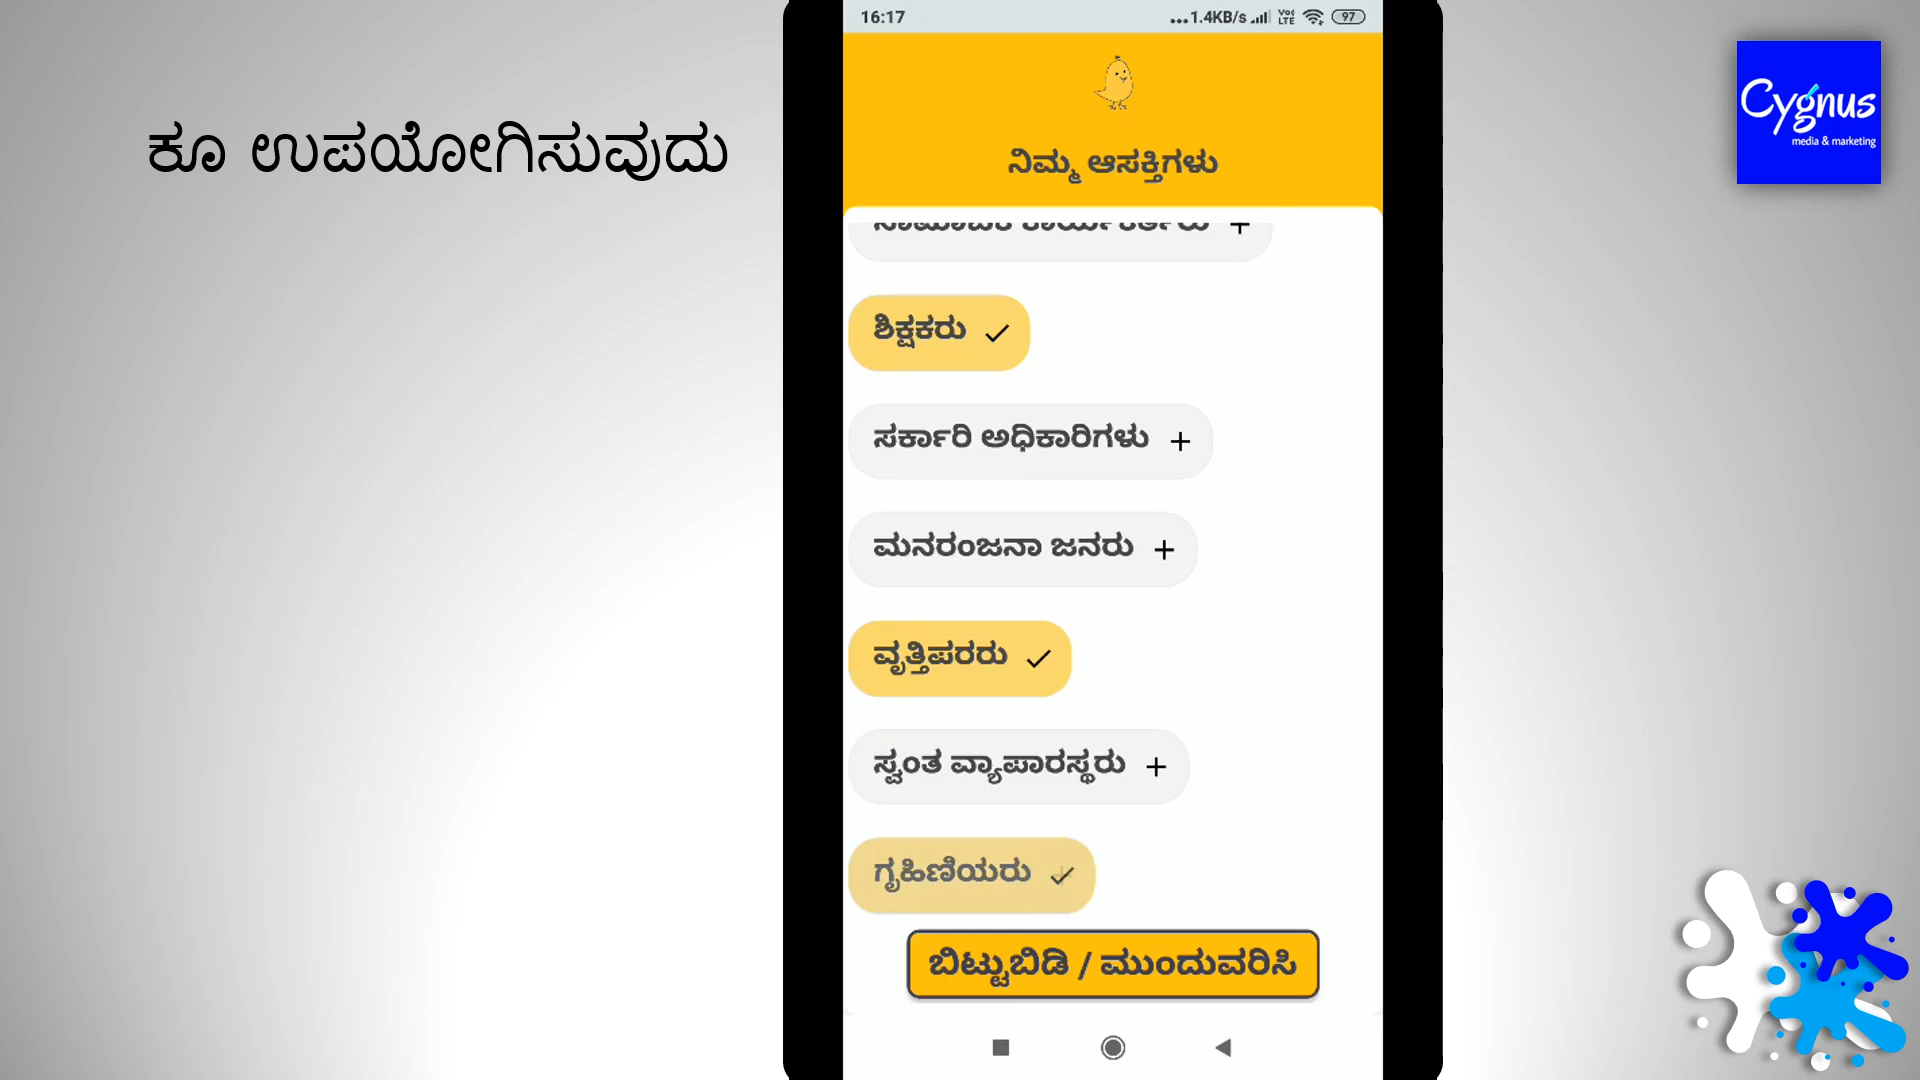 ಕೂ ಉಪಯೋಗಿಸುವುದು
16:17
...1.4KB/s
VoLTE
97
Cygnus
media & marketing
ನಿಮ್ಮ ಆಸಕ್ತಿಗಳು
ಶಿಕ್ಷಕರು
ಸರ್ಕಾರಿ ಅಧಿಕಾರಿಗಳು +
ಮನರಂಜನಾ ಜನರು +
ವೃತ್ತಿಪರರು
ಸ್ವಂತ ವ್ಯಾಪಾರಸ್ಥರು +
ಗೃಹಿಣಿಯರು
ಬಿಟ್ಟುಬಿಡಿ / ಮುಂದುವರಿಸಿ